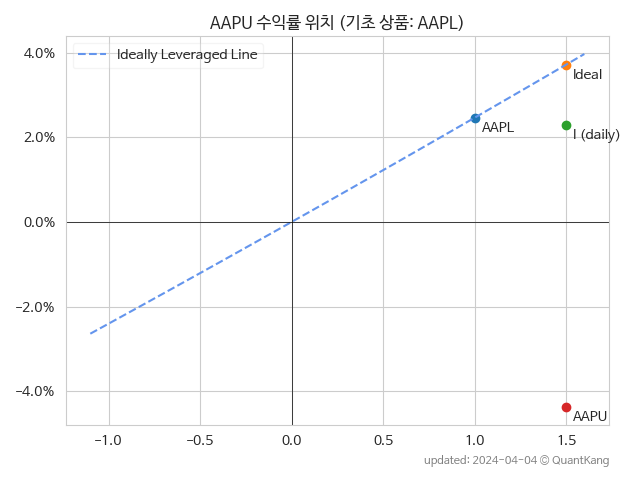 AAPU 수익률 위치 (기초 상품: AAPL)
4.0%
2.0%
0.0%
−2.0%
−4.0%
Ideally Leveraged Line
Ideal
AAPL
I (daily)
AAPU
−1.0 −0.5 0.0 0.5 1.0 1.5
updated: 2024-04-04 © QuantKang